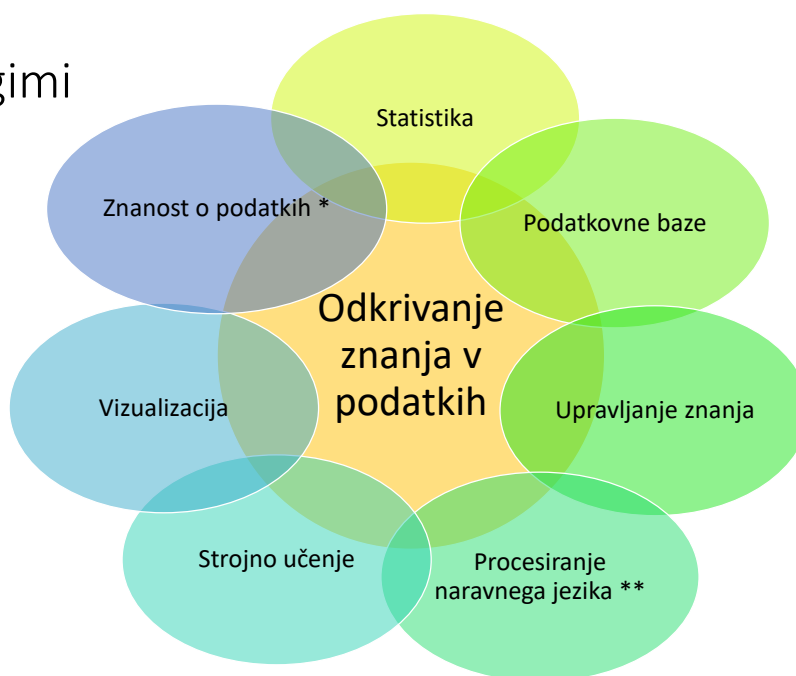 gimi
Statistika
Znanost o podatkih *
Podatkovne baze
Odkrivanje
znanja v
podatkih
Vizualizacija
Upravljanje znanja
Strojno učenje
Procesiranje
naravnega jezika **